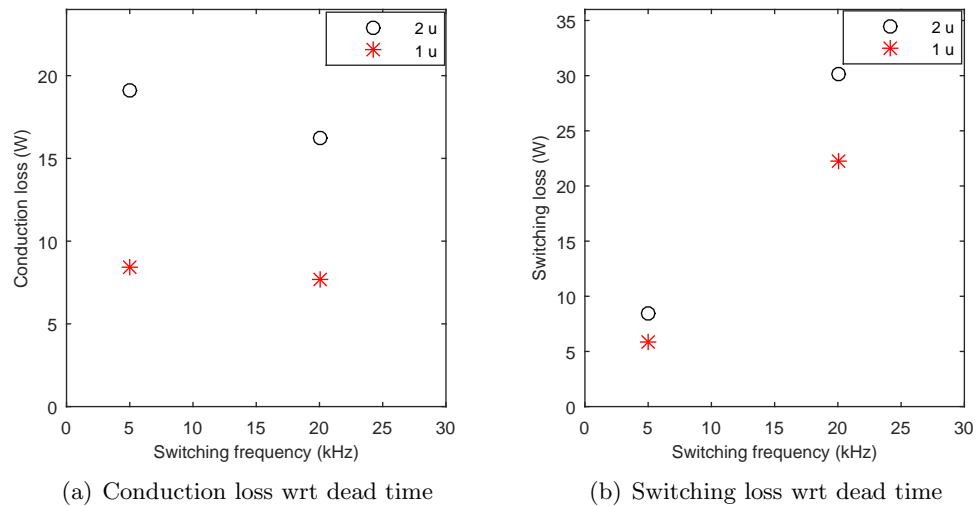 2 u
1 u
20
15
10
5
0
Conduction loss (W)
0 5 10 15 20 25 30
Switching frequency (kHz)
(a) Conduction loss wrt dead time
2 u
1 u
35
30
25
20
15
10
5
0
Switching loss (W)
0 5 10 15 20 25 30
Switching frequency (kHz)
(b) Switching loss wrt dead time